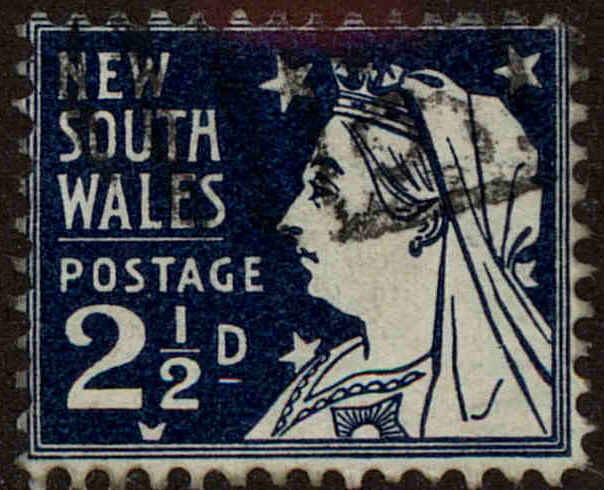 NEW
SOUTH
WALES
POSTAGE
2 1/2 D